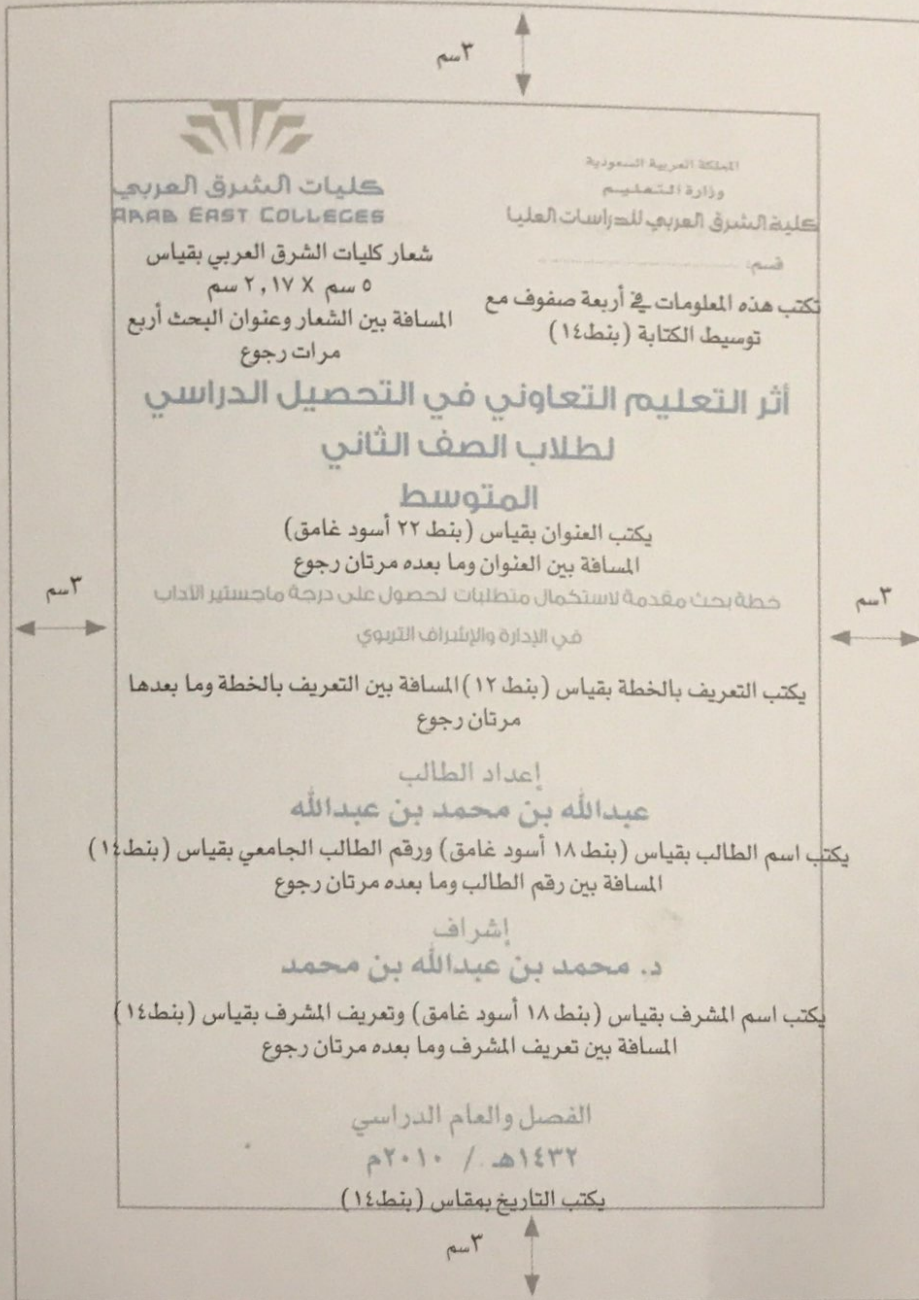 ٣سم
المملكة العربية السعودية
وزارة التعليم
كلية الشرق العربي للدراسات العليا
قسم:
تكتب هذه المعلومات في أربعة صفوف مع
توسيط الكتابة (بنط١٤)
كليات الشرق العربي
ARAB EAST COLLEGES
شعار كليات الشرق العربي بقياس
٥ سم X ٢,١٧ سم
المسافة بين الشعار وعنوان البحث أربع
مرات رجوع
أثر التعليم التعاوني في التحصيل الدراسي
لطلاب الصف الثاني
المتوسط
يكتب العنوان بقياس (بنط ٢٢ أسود غامق)
المسافة بين العنوان وما بعده مرتان رجوع
٣سم
٣سم
خطة بحث مقدمة لاستكمال متطلبات لحصول على درجة ماجستير الآداب
في الإدارة والإشراف التربوي
يكتب التعريف بالخطة بقياس (بنط ١٢)المسافة بين التعريف بالخطة وما بعدها
مرتان رجوع
إعداد الطالب
عبدالله بن محمد بن عبدالله
يكتب اسم الطالب بقياس (بنط ١٨ أسود غامق) ورقم الطالب الجامعي بقياس (بنط١٤)
المسافة بين رقم الطالب وما بعده مرتان رجوع
إشراف
د. محمد بن عبدالله بن محمد
يكتب اسم المشرف بقياس (بنط ١٨ أسود غامق) وتعريف المشرف بقياس (بنط١٤)
المسافة بين تعريف المشرف وما بعده مرتان رجوع
الفصل والعام الدراسي
١٤٣٢هـ / ٢٠١٠م
يكتب التاريخ بمقاس (بنط١٤)
٣سم